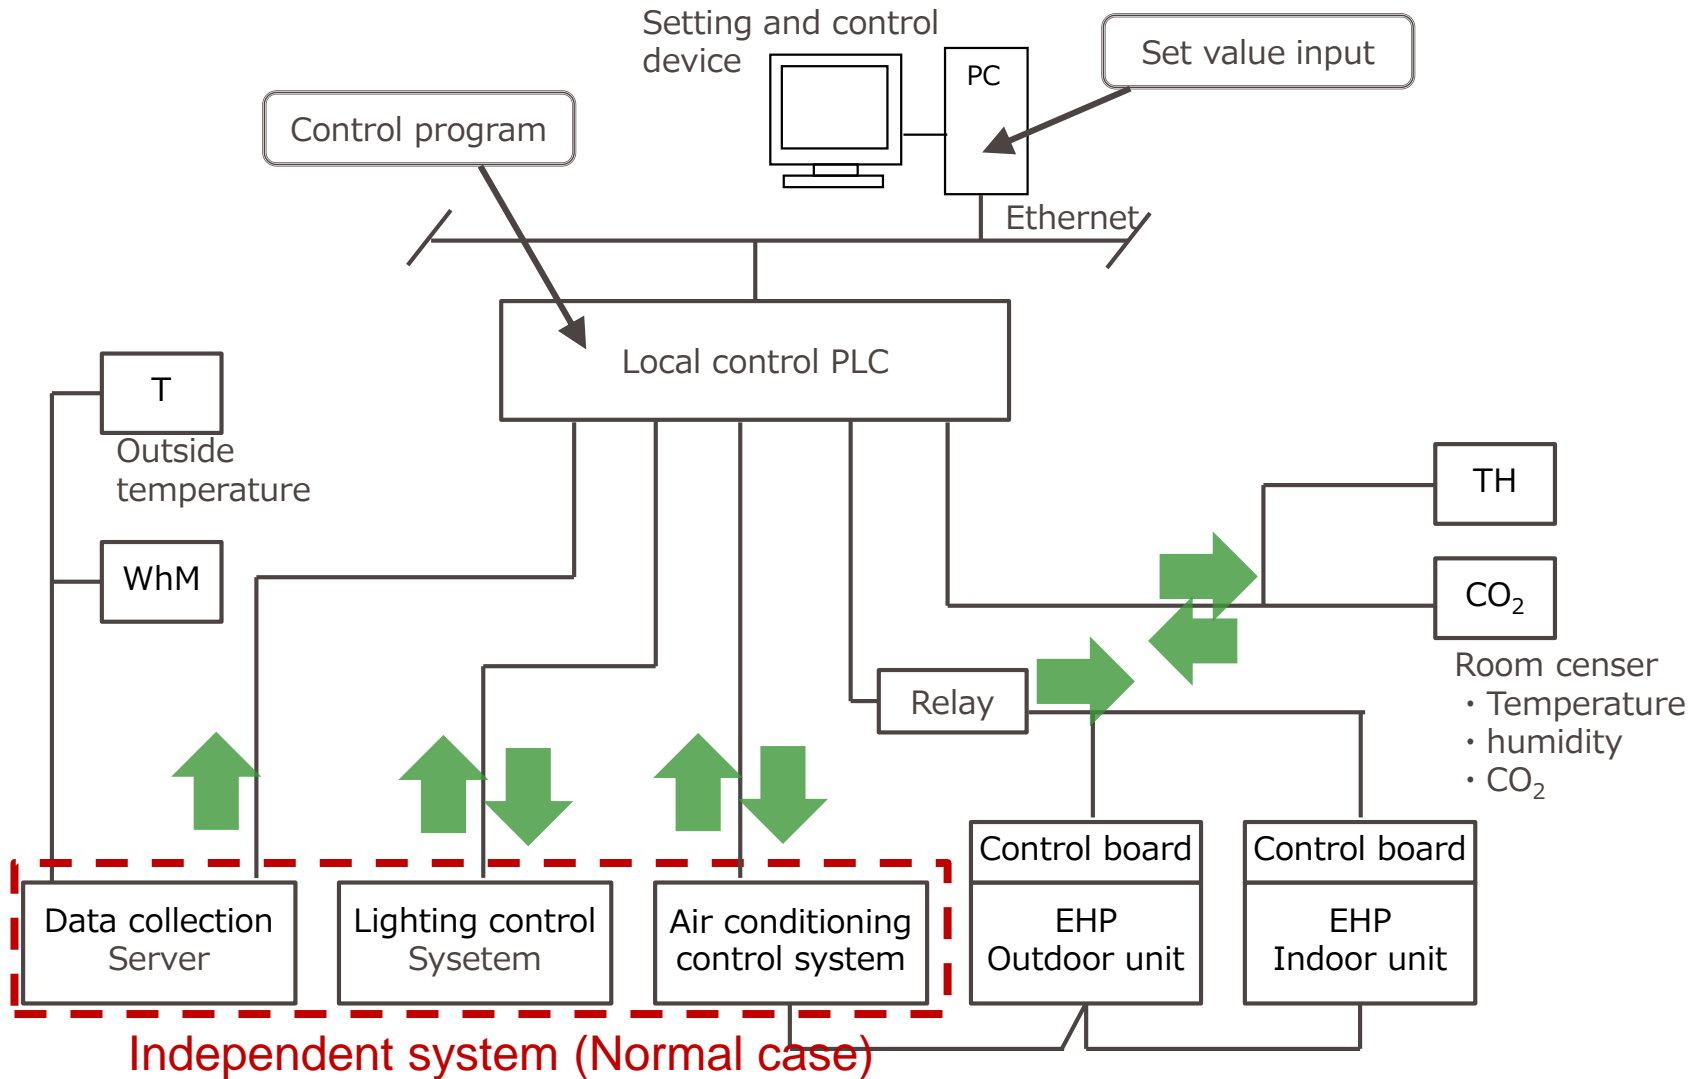 Setting and control
device
PC
Set value input
Control program
Ethernet
Local control PLC
T
Outside
temperature
WhM
TH
CO₂
Room censer
・Temperature
・humidity
・CO₂
Relay
Control board
EHP
Outdoor unit
Control board
EHP
Indoor unit
Data collection
Server
Lighting control
Sysetem
Air conditioning
control system
Independent system (Normal case)